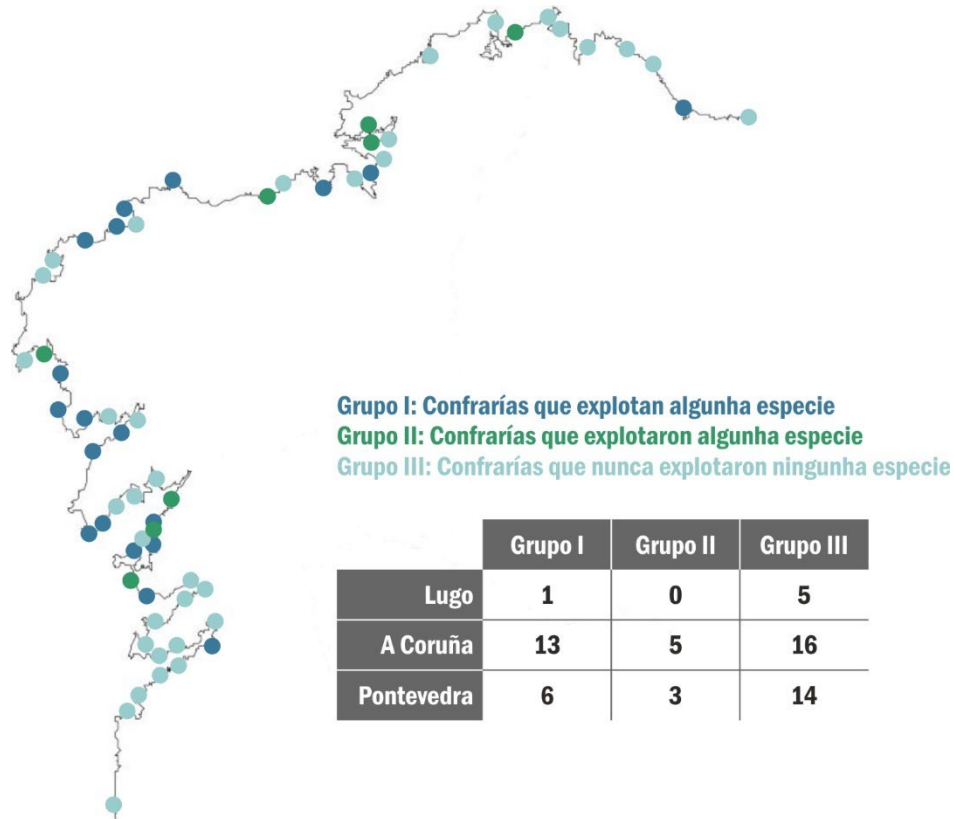 Grupo I: Confrarías que explotan algunha especie
Grupo II: Confrarías que explotaron algunha especie
Grupo III: Confrarías que nunca explotaron ningunha especie
Grupo I Grupo II Grupo III
Lugo 1 0 5
A Coruña 13 5 16
Pontevedra 6 3 14